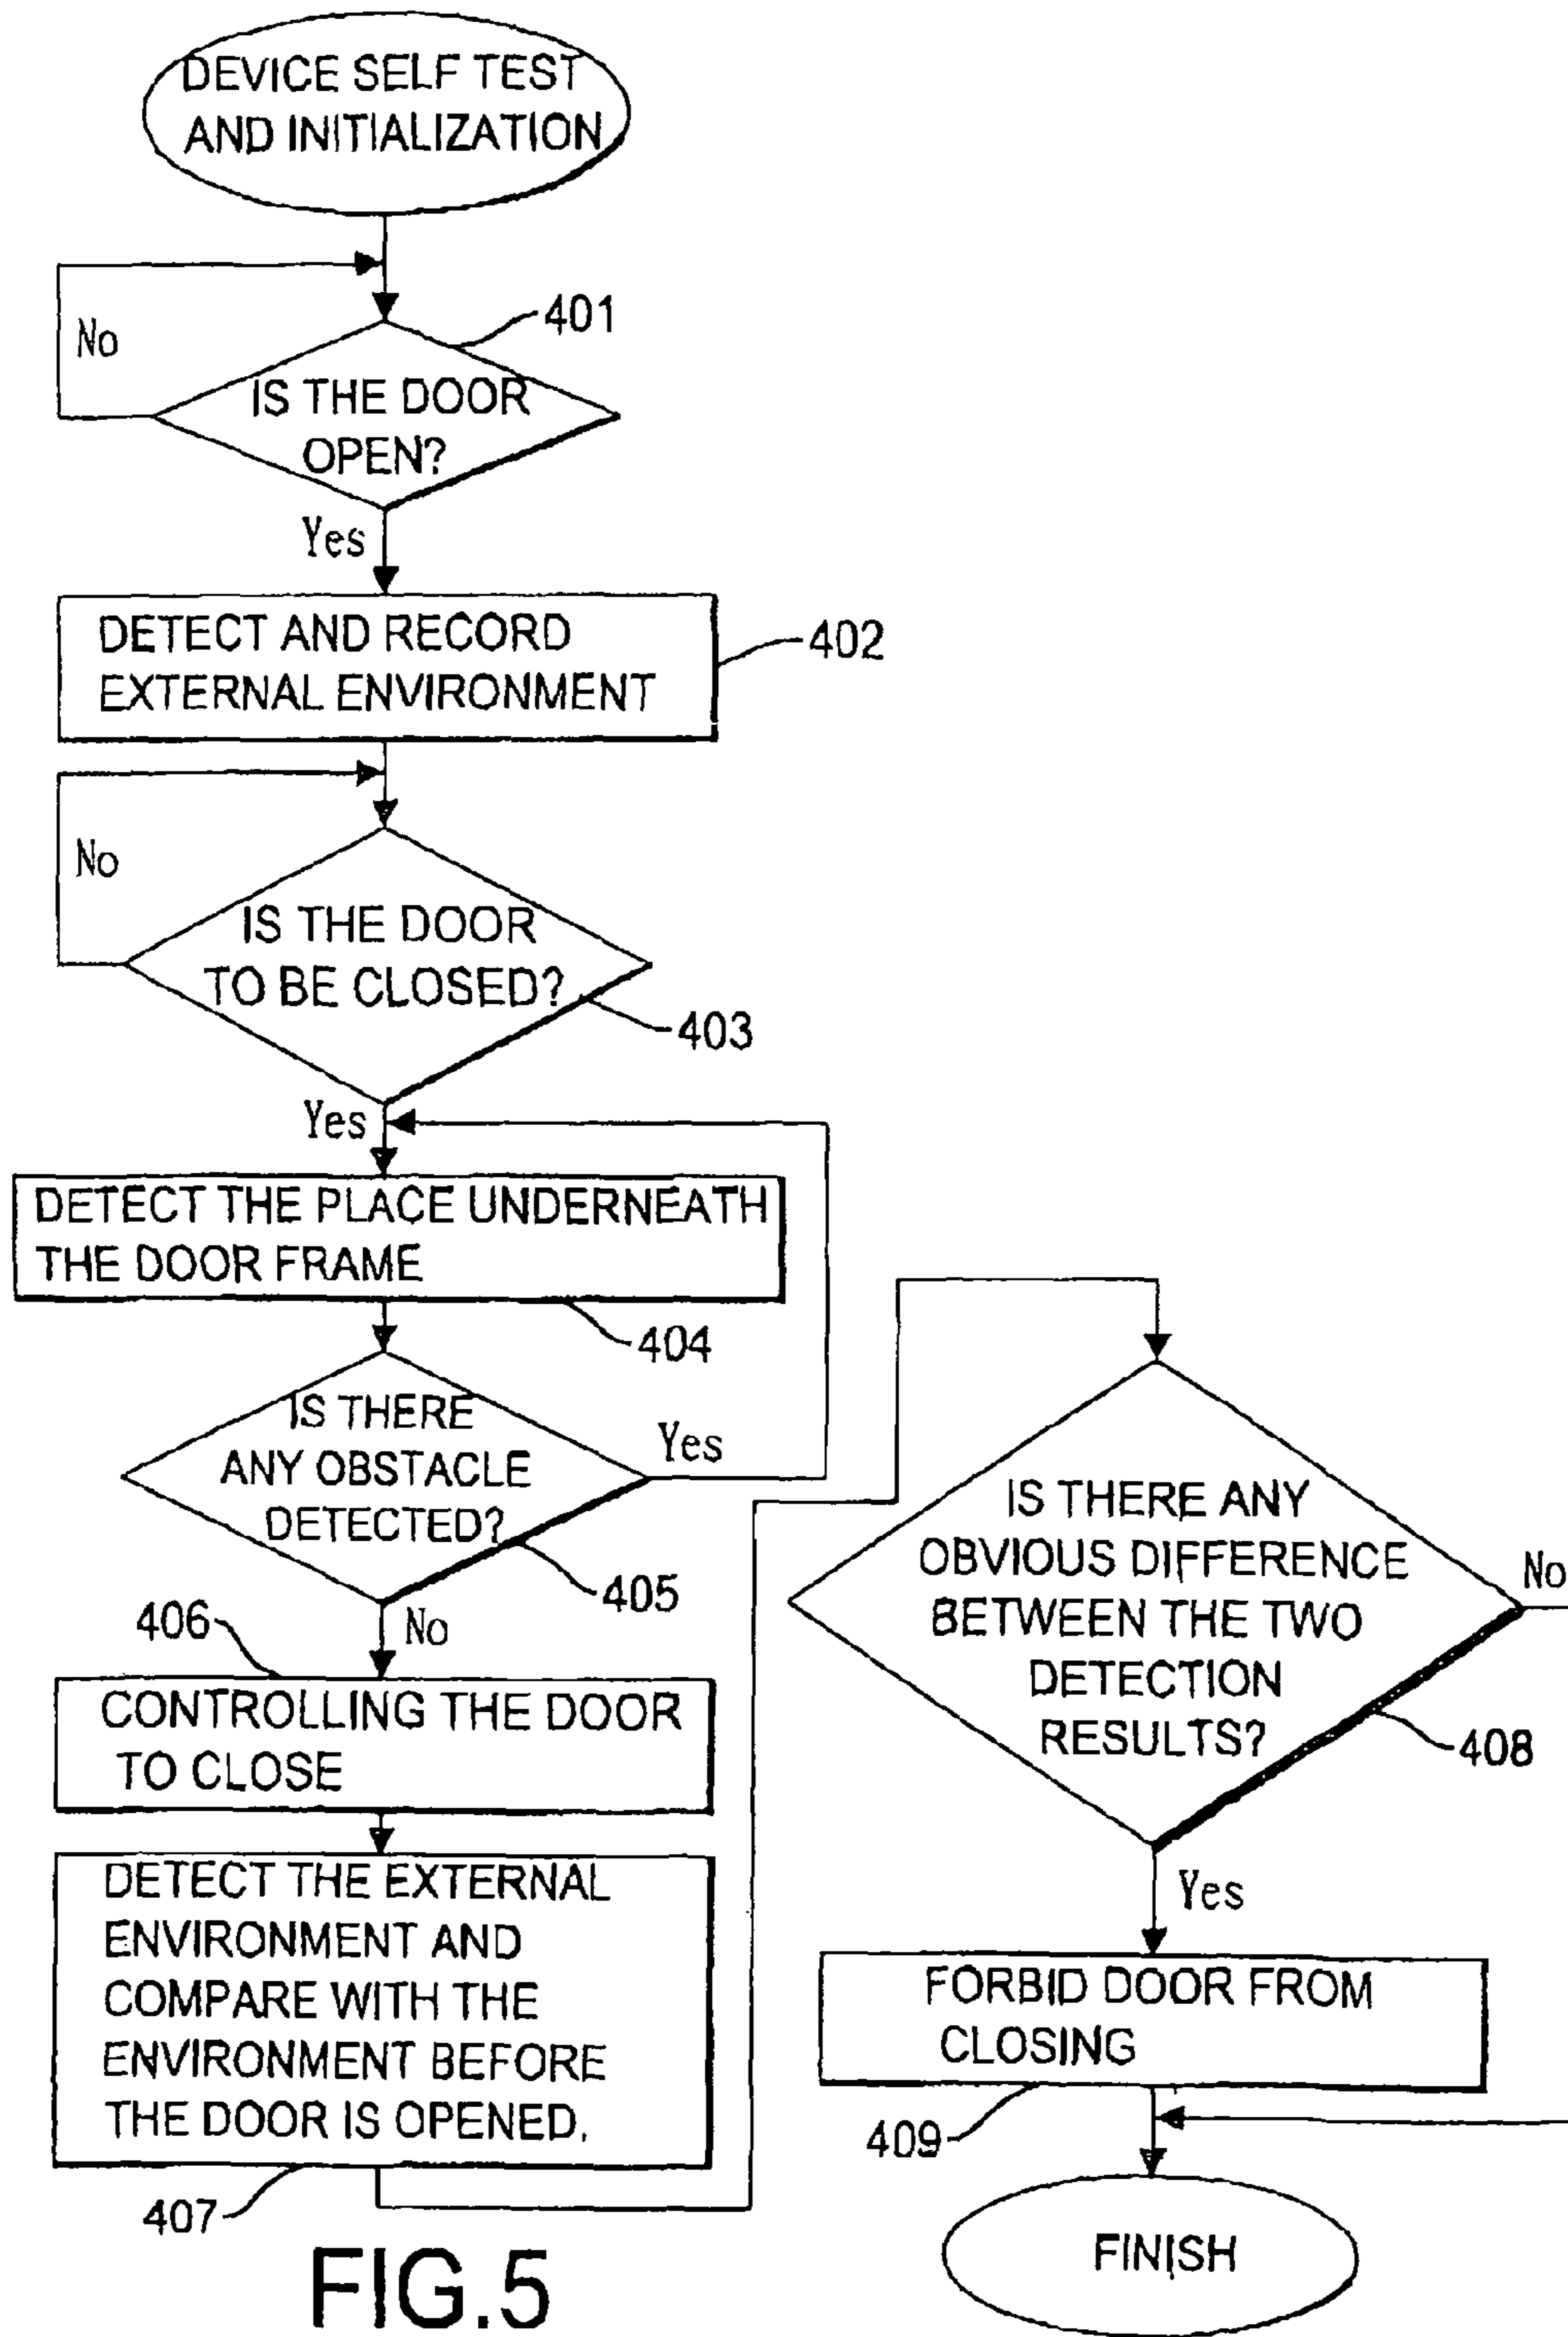 DEVICE SELF TEST
AND INITIALIZATION
401
No
IS THE DOOR
OPEN?
Yes
DETECT AND RECORD
EXTERNAL ENVIRONMENT
402
No
IS THE DOOR
TO BE CLOSED?
403
Yes
DETECT THE PLACE UNDERNEATH
THE DOOR FRAME
404
IS THERE
ANY OBSTACLE
DETECTED?
Yes
405
No
406
CONTROLLING THE DOOR
TO CLOSE
DETECT THE EXTERNAL
ENVIRONMENT AND
COMPARE WITH THE
ENVIRONMENT BEFORE
THE DOOR IS OPENED.
407
IS THERE ANY
OBVIOUS DIFFERENCE
BETWEEN THE TWO
DETECTION
RESULTS?
No
408
Yes
FORBID DOOR FROM
CLOSING
409
FINISH
FIG.5